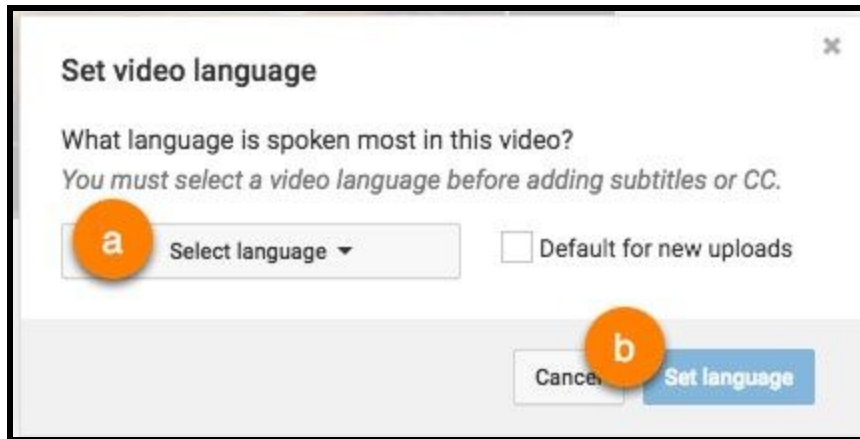 Set video language
What language is spoken most in this video?
You must select a video language before adding subtitles or CC.
a
Select language
Default for new uploads
b
Cancel
Set language